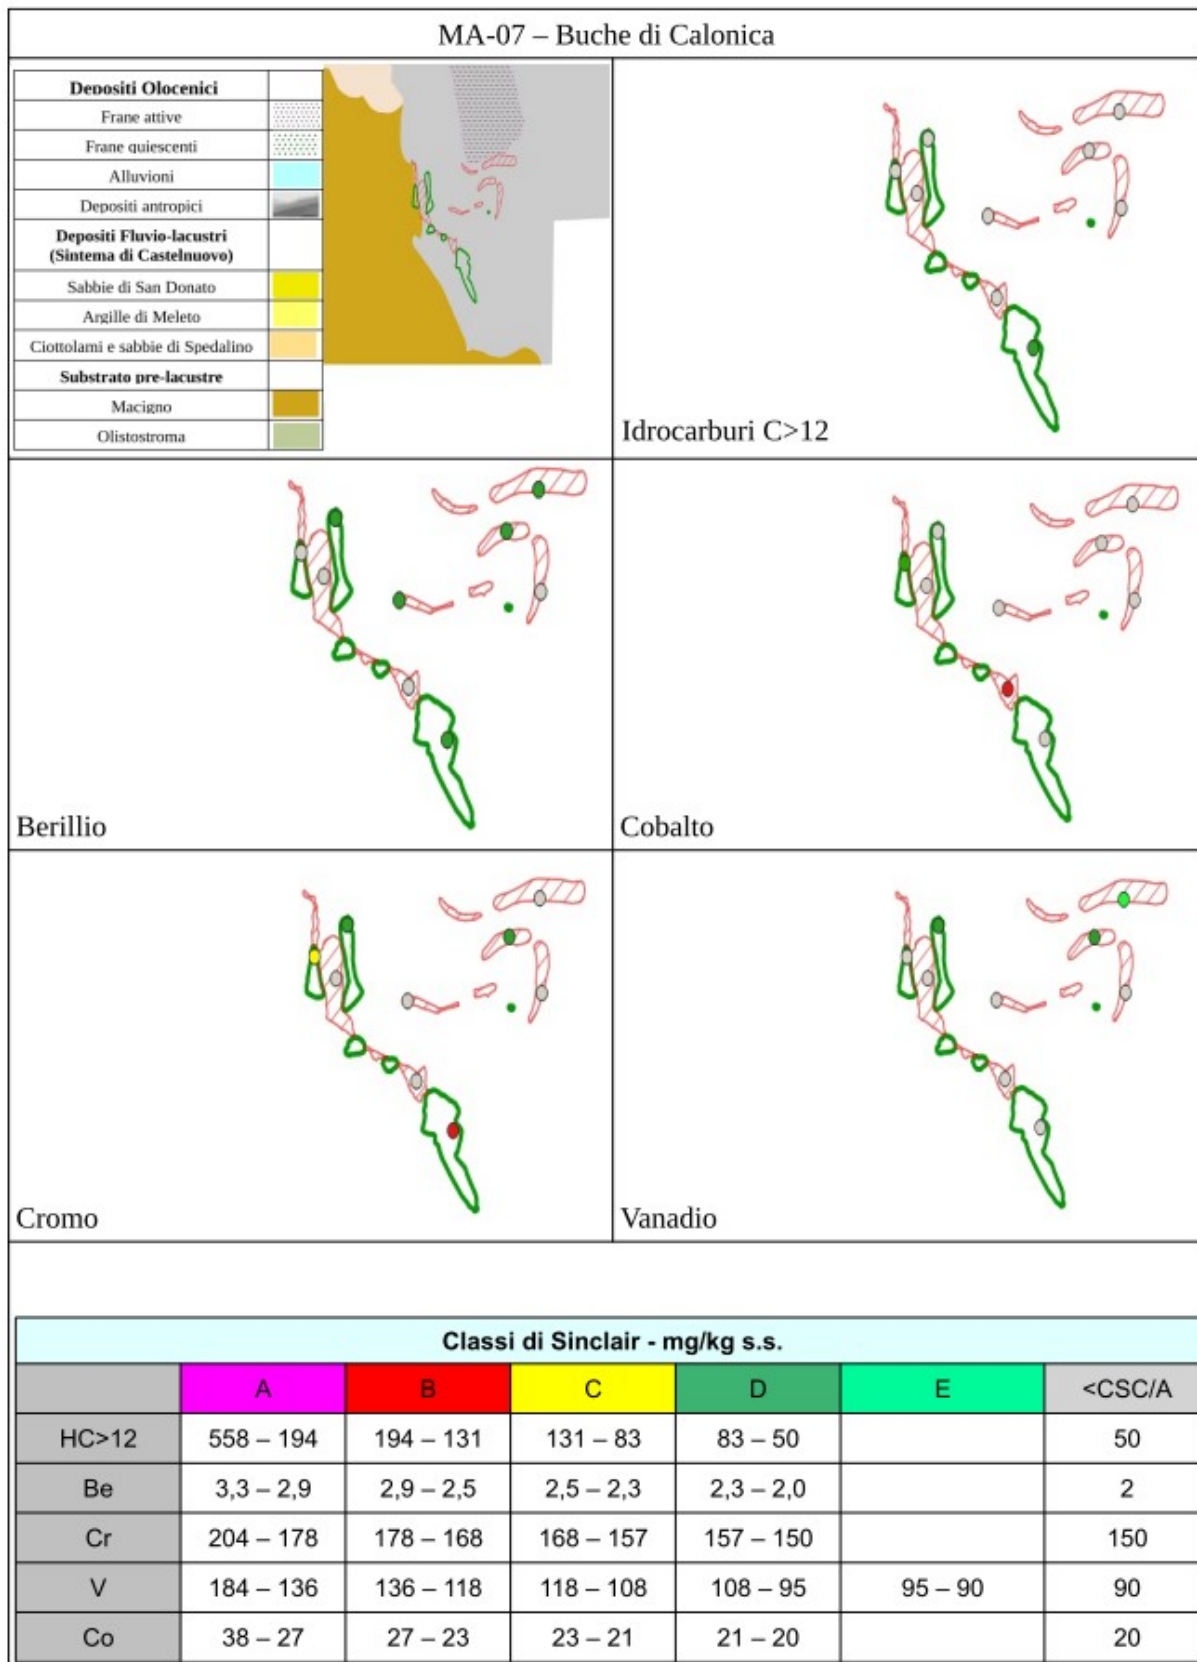 MA-07 – Buche di Calonica
Depositi Olocenici
Frane attive
Frane quiescenti
Alluvioni
Depositi antropici
Depositi Fluvio-lacustri
(Sintema di Castelnuovo)
Sabbie di San Donato
Argille di Meleto
Ciottolami e sabbie di Spedalino
Substrato pre-lacustre
Macigno
Olistostroma
Idrocarburi C>12
Berillio
Cobalto
Cromo
Vanadio
Classi di Sinclair - mg/kg s.s.
A B C D E <CSC/A
HC>12 558 – 194 194 – 131 131 – 83 83 – 50 50
Be 3,3 – 2,9 2,9 – 2,5 2,5 – 2,3 2,3 – 2,0 2
Cr 204 – 178 178 – 168 168 – 157 157 – 150 150
V 184 – 136 136 – 118 118 – 108 108 – 95 95 – 90 90
Co 38 – 27 27 – 23 23 – 21 21 – 20 20